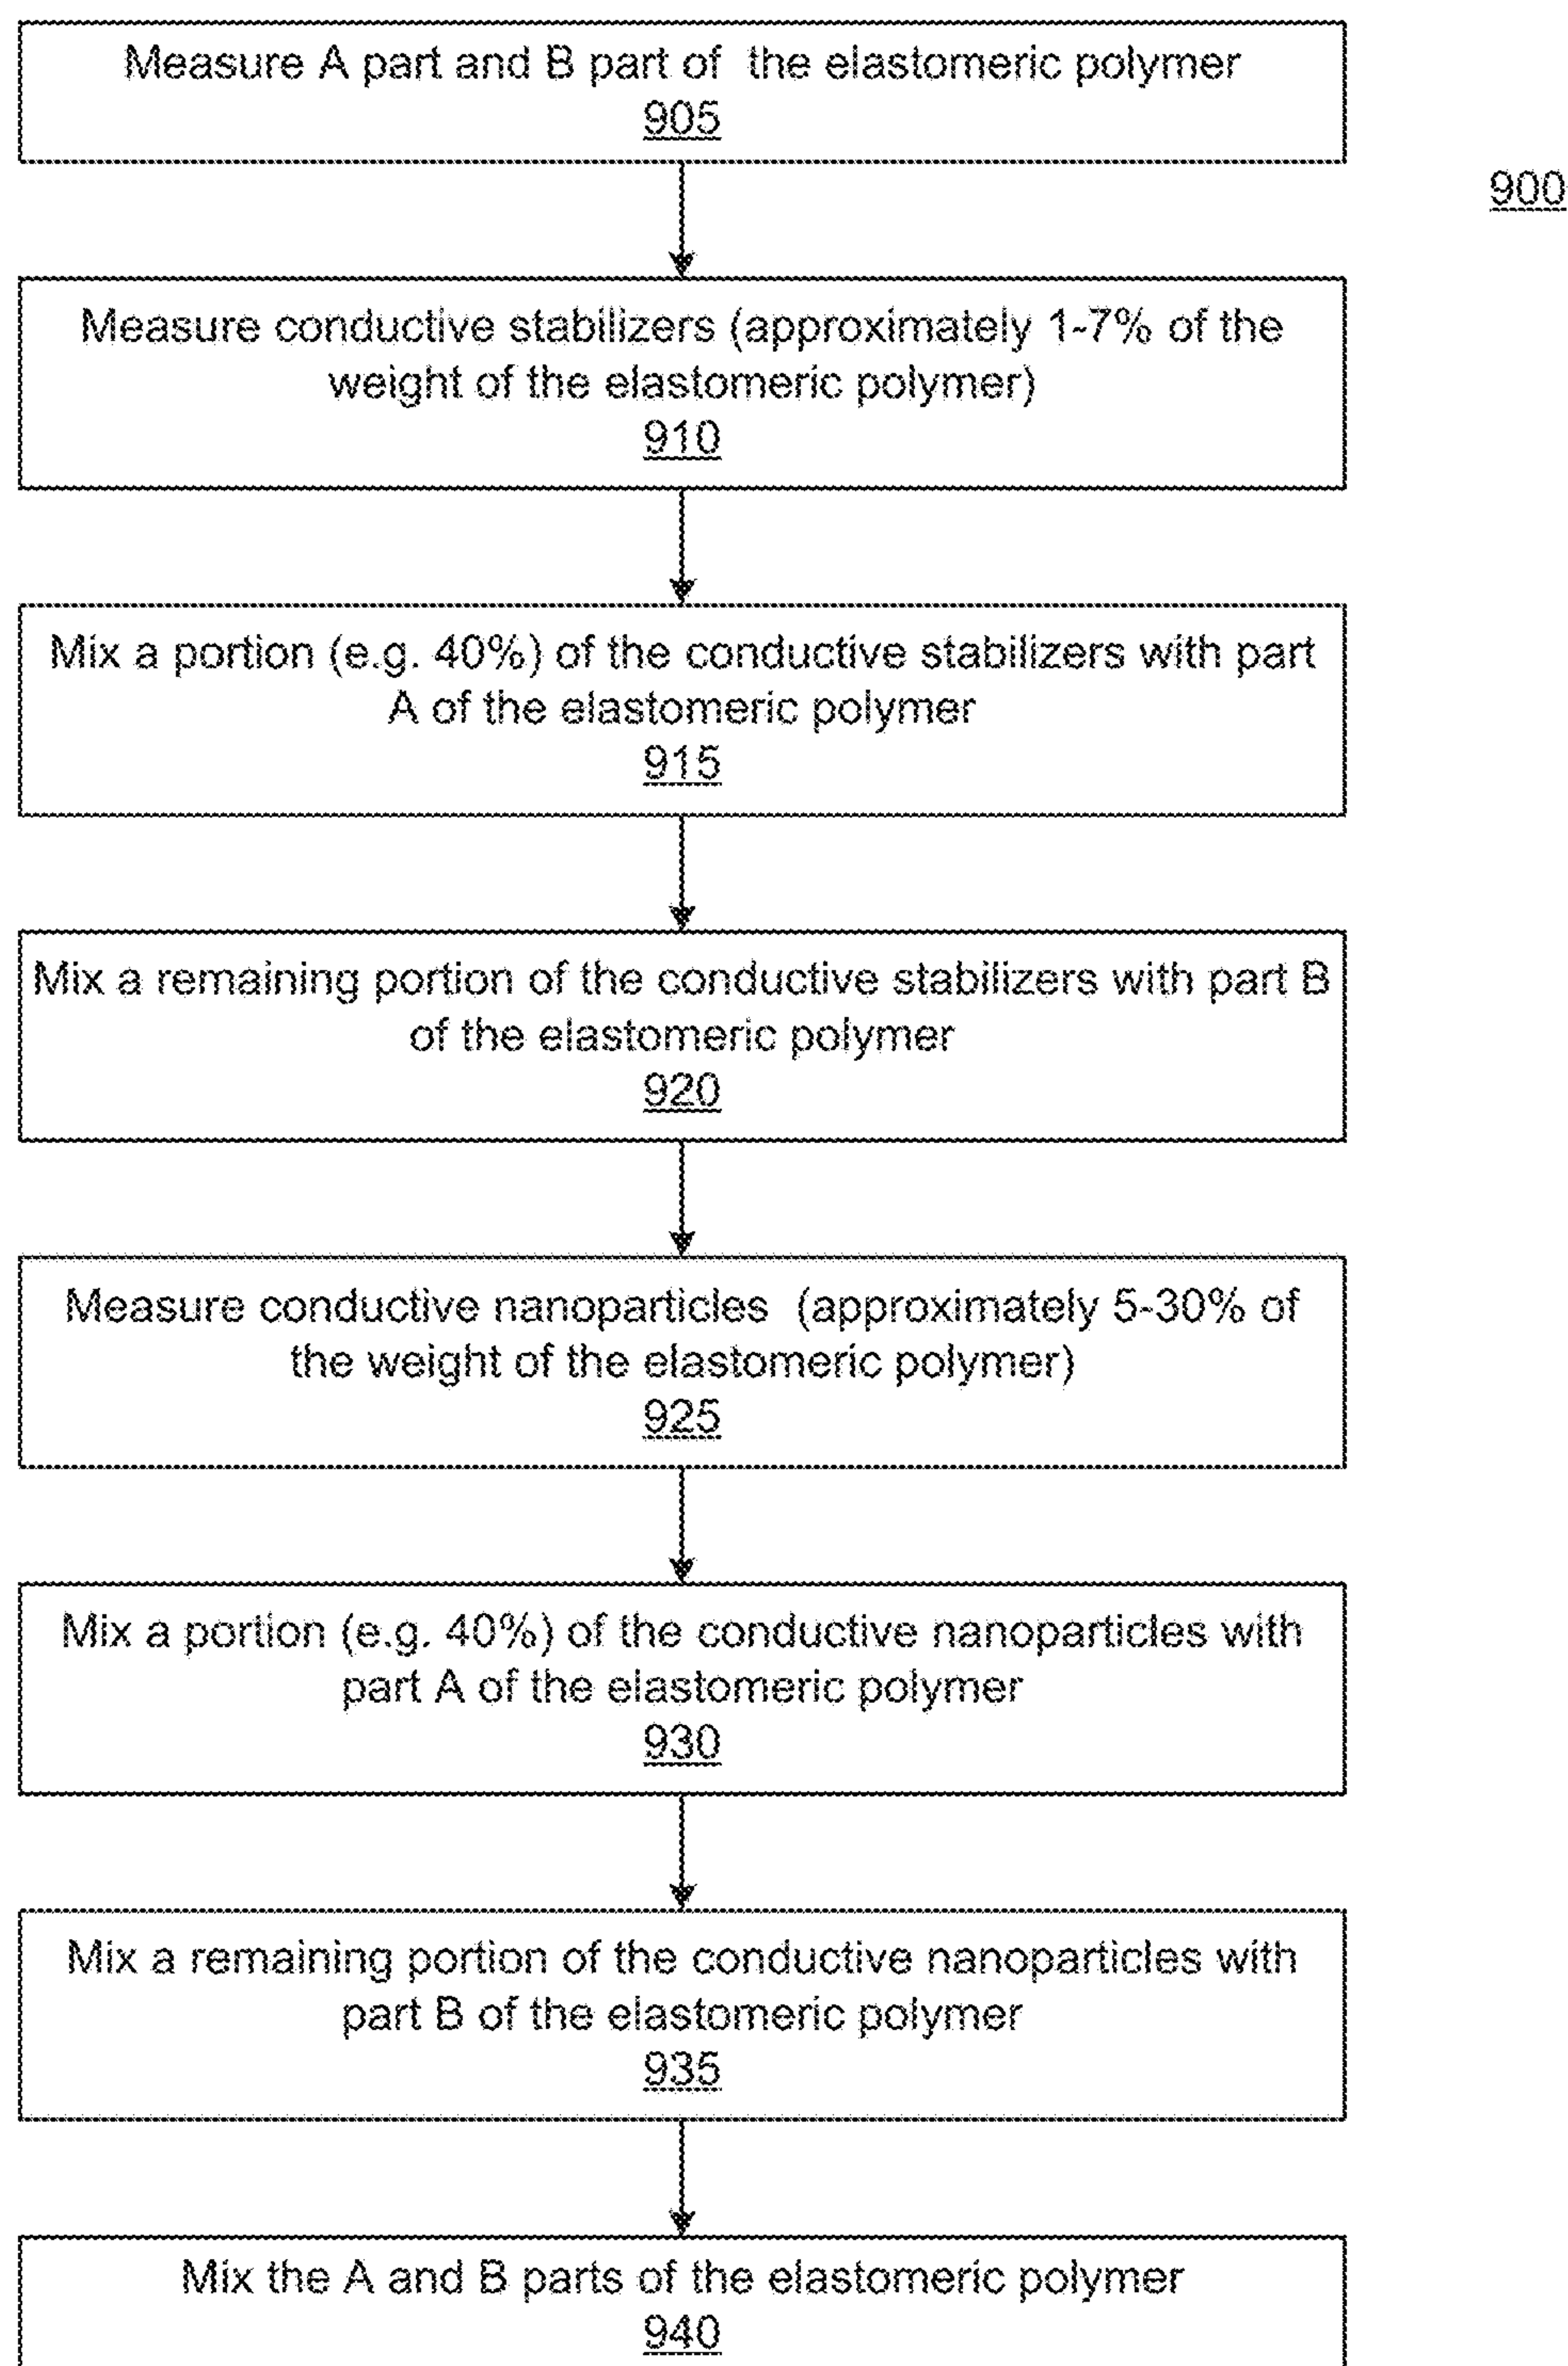 Measure A part and B part of the elastomeric polymer
905
900
Measure conductive stabilizers (approximately 1-7% of the
weight of the elastomeric polymer)
910
Mix a portion (e.g. 40%) of the conductive stabilizers with part
A of the elastomeric polymer
915
Mix a remaining portion of the conductive stabilizers with part B
of the elastomeric polymer
920
Measure conductive nanoparticles (approximately 5-30% of
the weight of the elastomeric polymer)
925
Mix a portion (e.g. 40%) of the conductive nanoparticles with
part A of the elastomeric polymer
930
Mix a remaining portion of the conductive nanoparticles with
part B of the elastomeric polymer
935
Mix the A and B parts of the elastomeric polymer
940